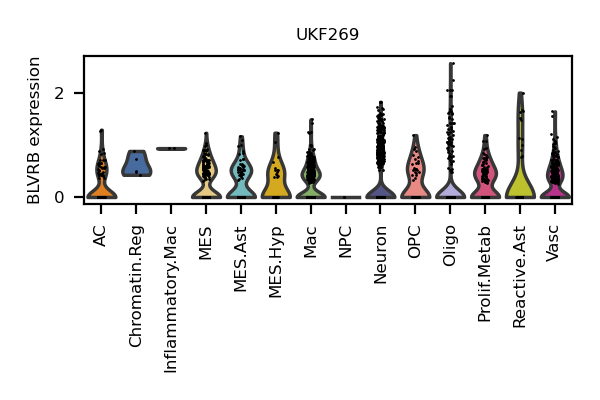 UKF269
BLVRB expression
2
0
AC
Chromatin.Reg
Inflammatory.Mac
MES
MES.Ast
MES.Hyp
Mac
NPC
Neuron
OPC
Oligo
Prolif.Metab
Reactive.Ast
Vasc